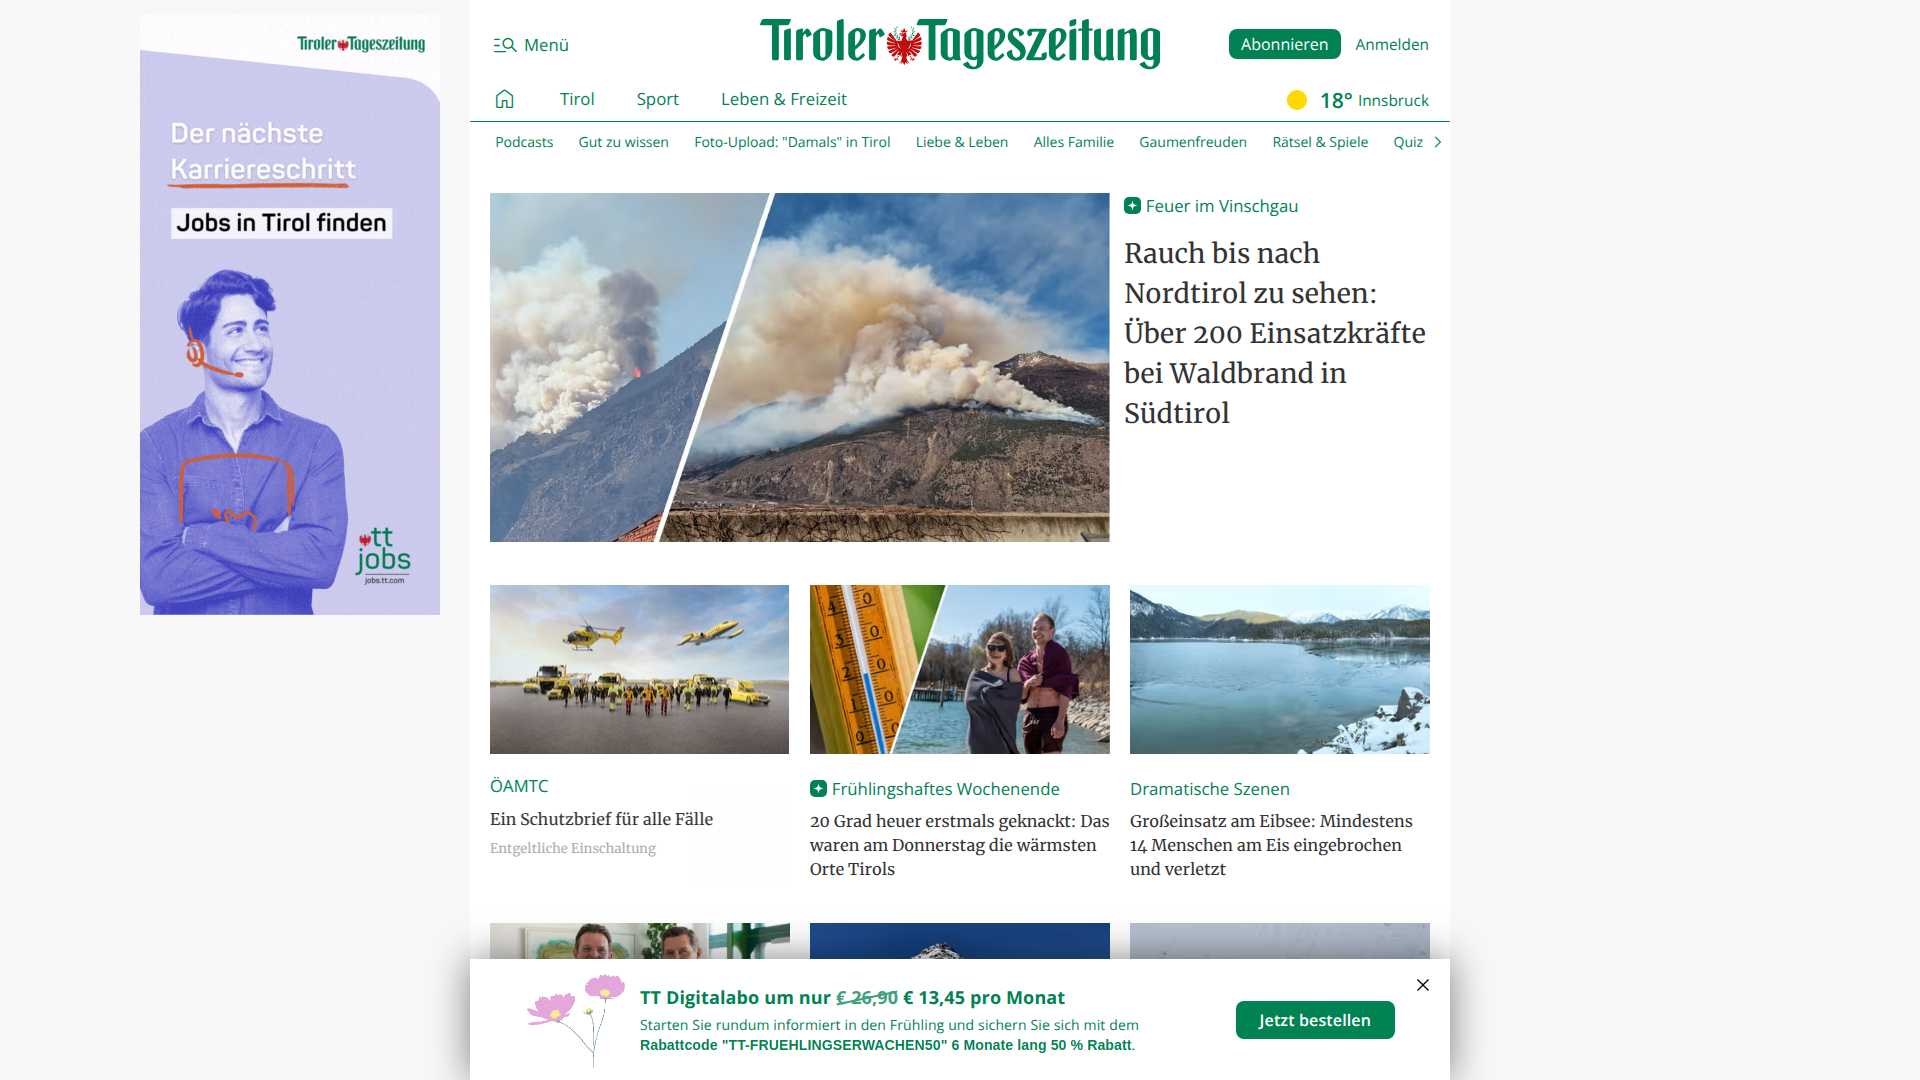 Tiroler Tageszeitung
Der nächste
Karriereschritt
Jobs in Tirol finden
tt
jobs
jobs.tt.com
Menü
Tiroler Tageszeitung
Abonnieren
Anmelden
Tirol
Sport
Leben & Freizeit
18° Innsbruck
Podcasts
Gut zu wissen
Foto-Upload: "Damals" in Tirol
Liebe & Leben
Alles Familie
Gaumenfreuden
Rätsel & Spiele
Quiz
Feuer im Vinschgau
Rauch bis nach
Nordtirol zu sehen:
Über 200 Einsatzkräfte
bei Waldbrand in
Südtirol
ÖAMTC
Ein Schutzbrief für alle Fälle
Entgeltliche Einschaltung
Frühlingshaftes Wochenende
20 Grad heuer erstmals geknackt: Das
waren am Donnerstag die wärmsten
Orte Tirols
Dramatische Szenen
Großeinsatz am Eibsee: Mindestens
14 Menschen am Eis eingebrochen
und verletzt
TT Digitalabo um nur € 26,90 € 13,45 pro Monat
Starten Sie rundum informiert in den Frühling und sichern Sie sich mit dem
Rabattcode "TT-FRUEHLINGSERWACHEN50" 6 Monate lang 50 % Rabatt.
Jetzt bestellen